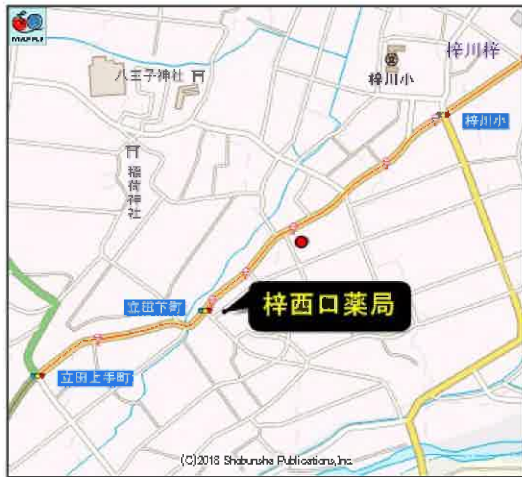 MAPPLE
八王子神社
梓川小
梓川梓
梓川小
稲荷神社
立田下町
梓西口薬局
立田上手町
(C)2018 Shobunsha Publications,Inc.